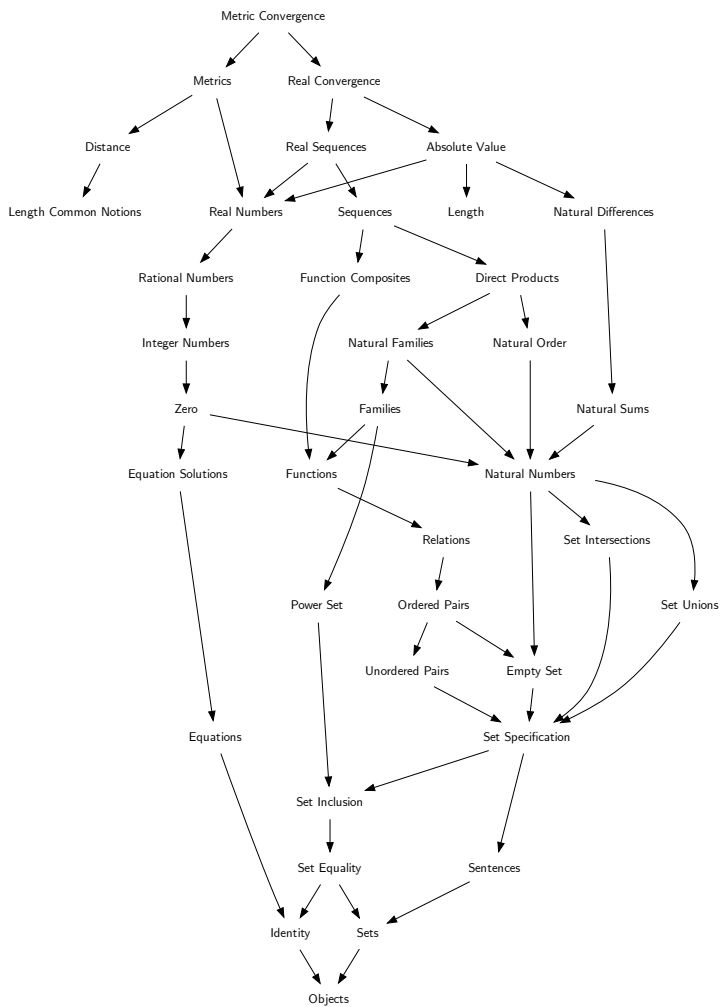 Metric Convergence
Metrics
Real Convergence
Distance
Real Sequences
Absolute Value
Length Common Notions
Real Numbers
Sequences
Length
Natural Differences
Rational Numbers
Function Composites
Direct Products
Integer Numbers
Natural Families
Natural Order
Zero
Families
Natural Sums
Equation Solutions
Functions
Natural Numbers
Relations
Set Intersections
Power Set
Ordered Pairs
Set Unions
Unordered Pairs
Empty Set
Equations
Set Specification
Set Inclusion
Set Equality
Sentences
Identity
Sets
Objects